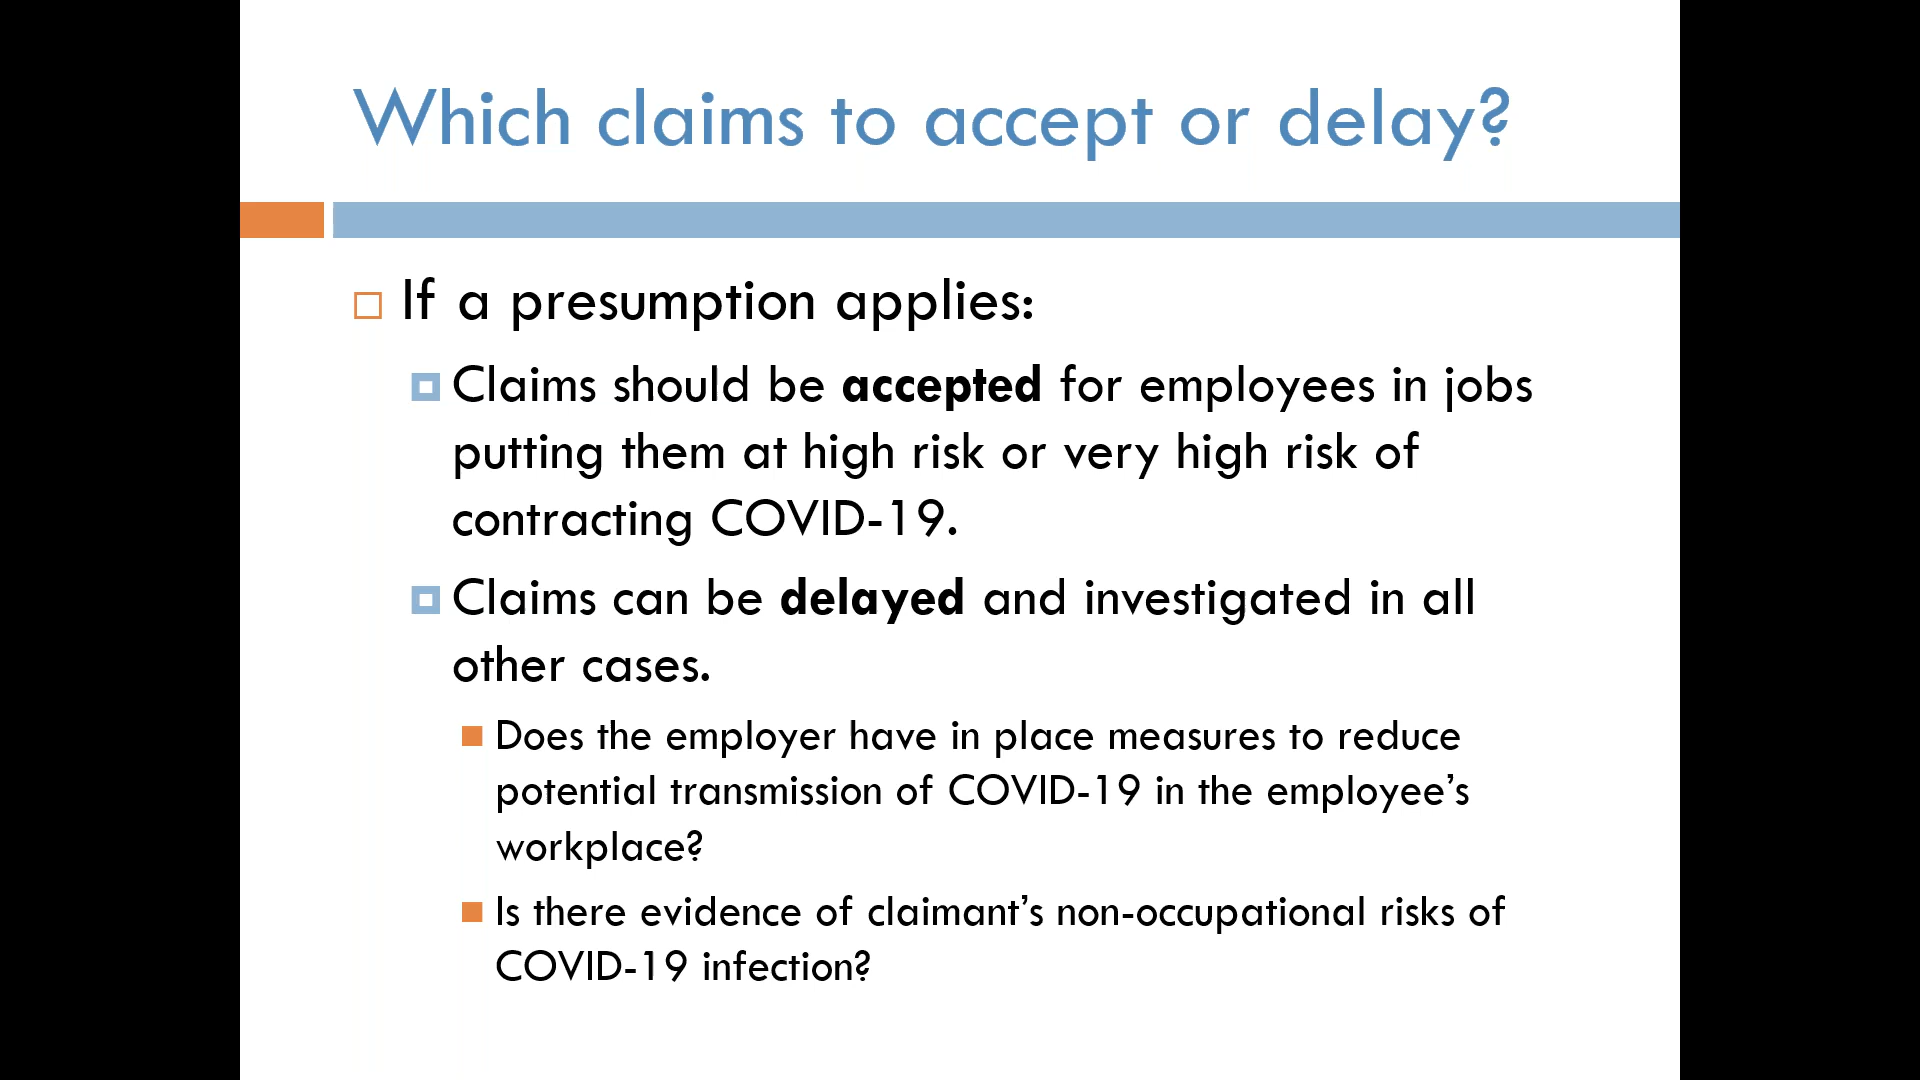 Which claims to accept or delay?
If a presumption applies:
Claims should be accepted for employees in jobs
putting them at high risk or very high risk of
contracting COVID-19.
Claims can be delayed and investigated in all
other cases.
Does the employer have in place measures to reduce
potential transmission of COVID-19 in the employee’s
workplace?
Is there evidence of claimant’s non-occupational risks of
COVID-19 infection?